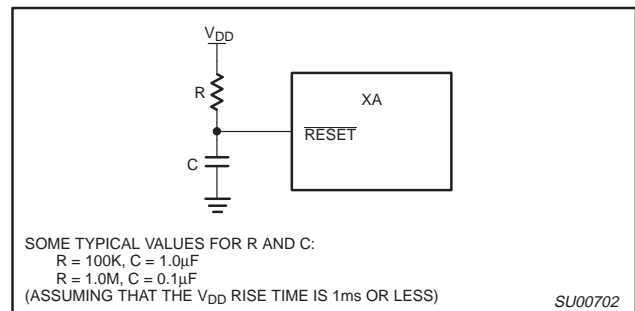 VDD
R
XA
RESET
C
SOME TYPICAL VALUES FOR R AND C:
R = 100K, C = 1.0µF
R = 1.0M, C = 0.1µF
(ASSUMING THAT THE VDD RISE TIME IS 1ms OR LESS)
SU00702